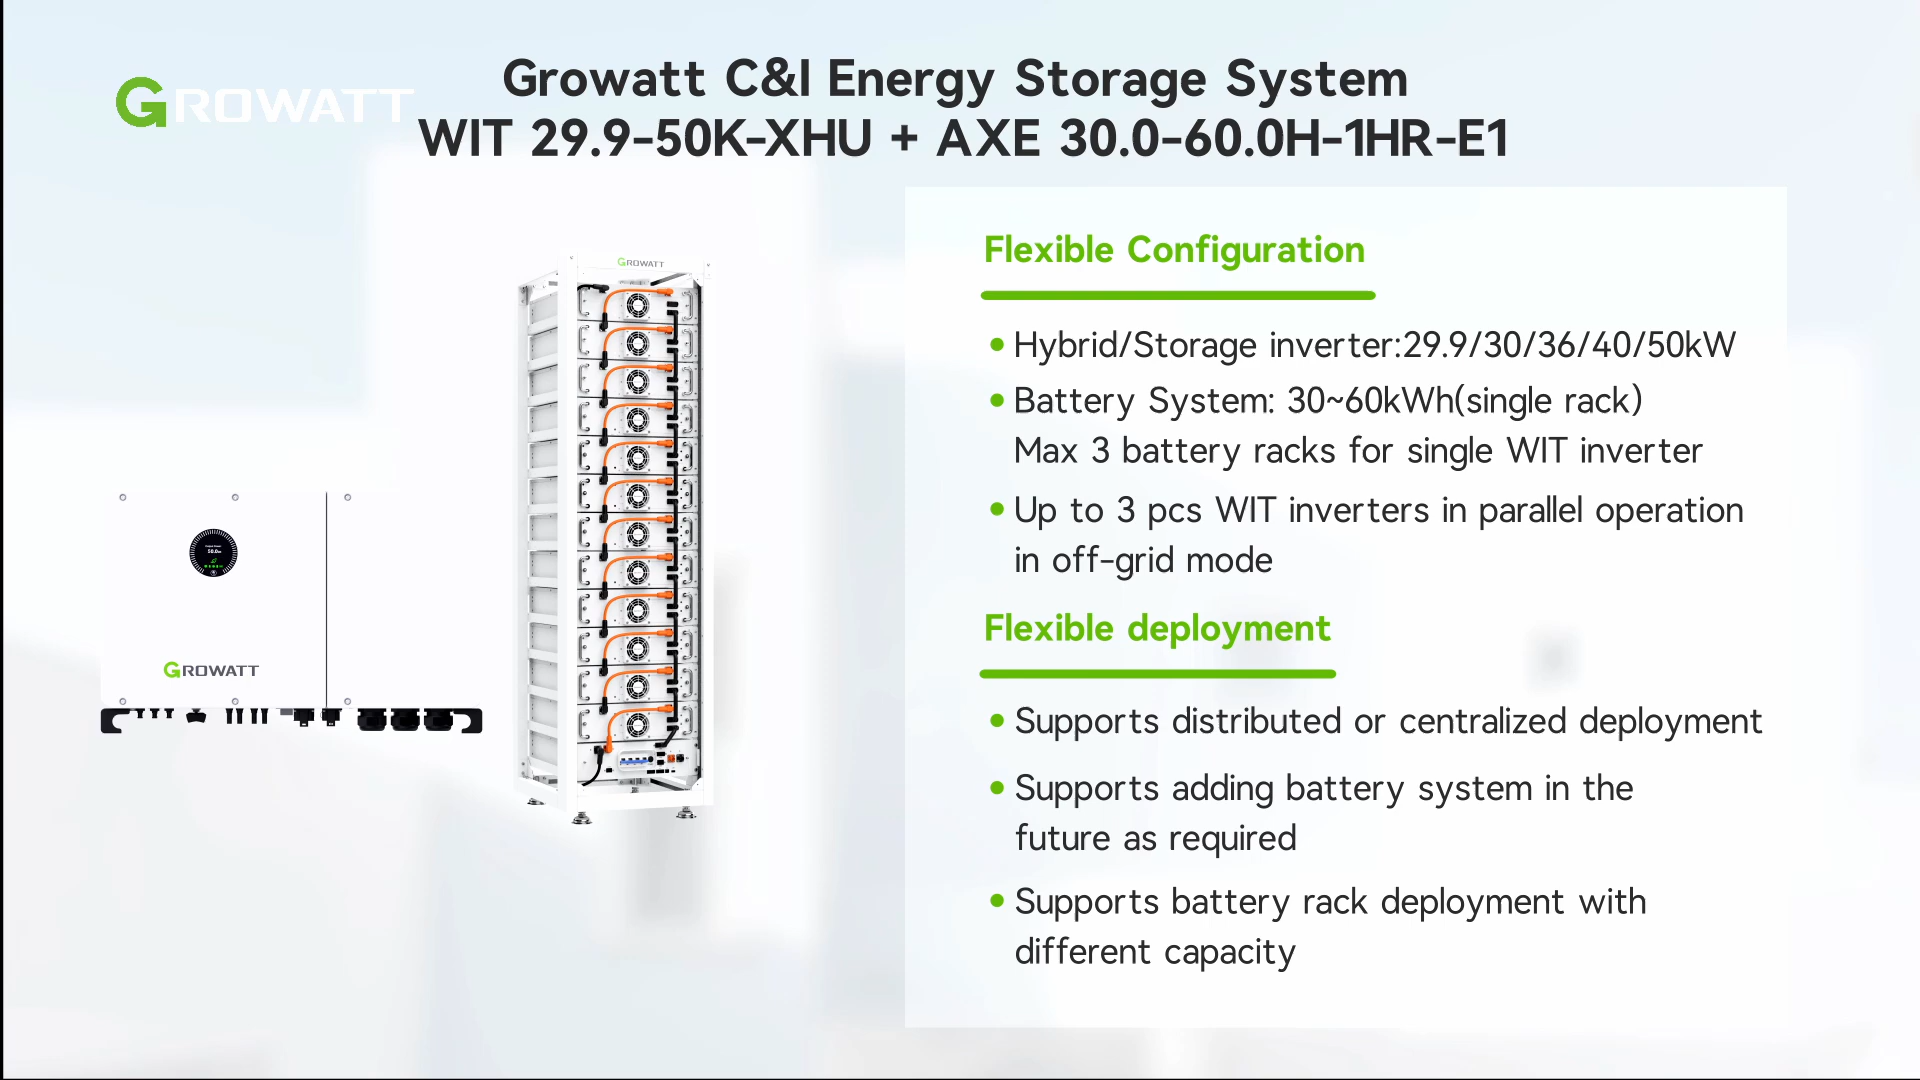 GROWATT
Growatt C&I Energy Storage System
WIT 29.9-50K-XHU + AXE 30.0-60.0H-1HR-E1
GROWATT
GROWATT
Flexible Configuration
Hybrid/Storage inverter:29.9/30/36/40/50kW
Battery System: 30~60kWh(single rack)
Max 3 battery racks for single WIT inverter
Up to 3 pcs WIT inverters in parallel operation
in off-grid mode
Flexible deployment
Supports distributed or centralized deployment
Supports adding battery system in the
future as required
Supports battery rack deployment with
different capacity